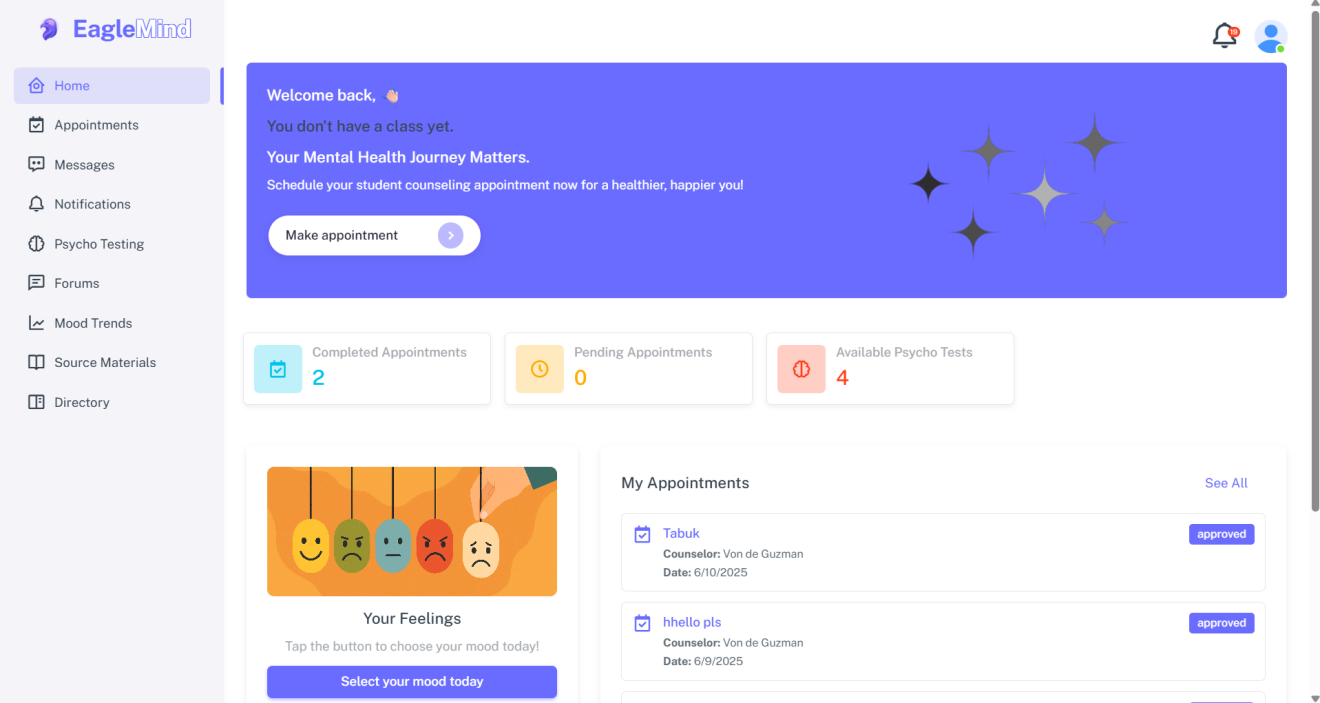 EagleMind
19
Home
Appointments
Messages
Notifications
Psycho Testing
Forums
Mood Trends
Source Materials
Directory
Welcome back, 👋🏻
You don't have a class yet.
Your Mental Health Journey Matters.
Schedule your student counseling appointment now for a healthier, happier you!
Make appointment
Completed Appointments
2
Pending Appointments
0
Available Psycho Tests
4
Your Feelings
Tap the button to choose your mood today!
Select your mood today
My Appointments
See All
Tabuk
approved
Counselor: Von de Guzman
Date: 6/10/2025
hhello pls
approved
Counselor: Von de Guzman
Date: 6/9/2025